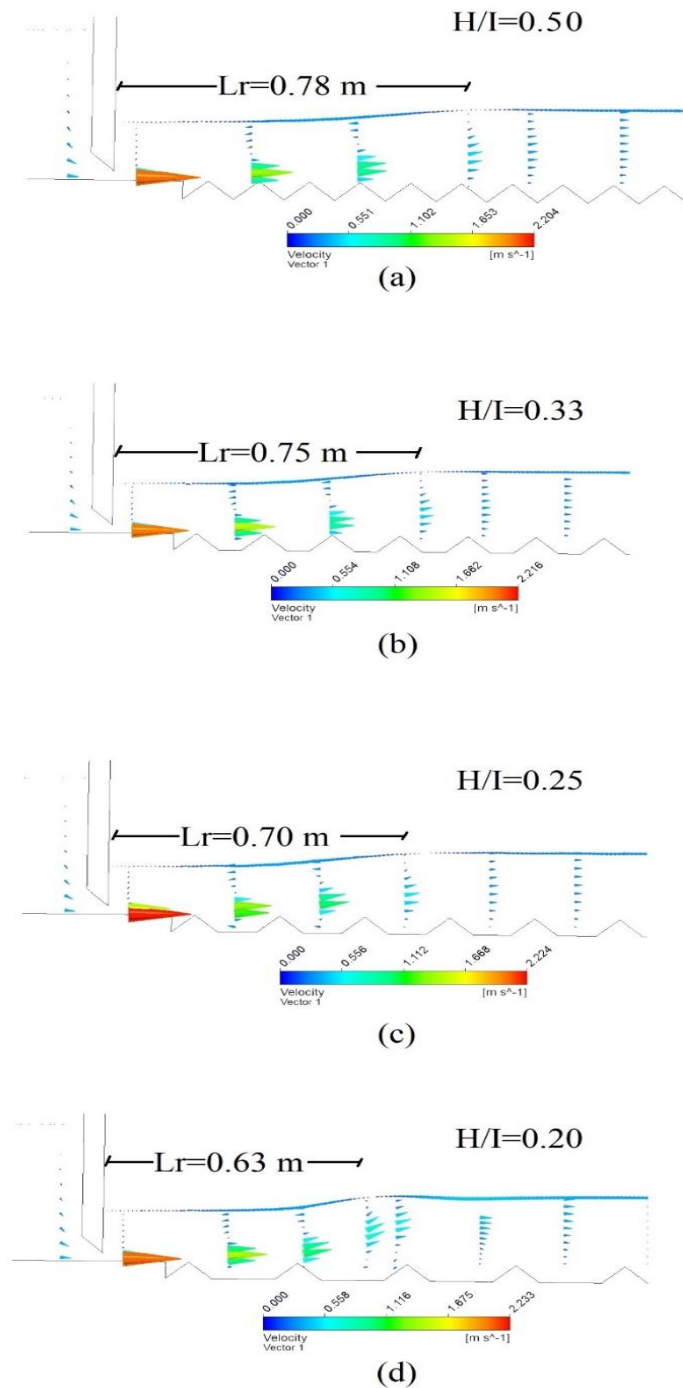 H/I=0.50
Lr=0.78 m
0.000 0.551 1.102 1.653 2.204
Velocity [m s^-1]
Vector 1
(a)
H/I=0.33
Lr=0.75 m
0.000 0.554 1.108 1.662 2.216
Velocity [m s^-1]
Vector 1
(b)
H/I=0.25
Lr=0.70 m
0.000 0.556 1.112 1.668 2.224
Velocity [m s^-1]
Vector 1
(c)
H/I=0.20
Lr=0.63 m
0.000 0.558 1.116 1.675 2.233
Velocity [m s^-1]
Vector 1
(d)